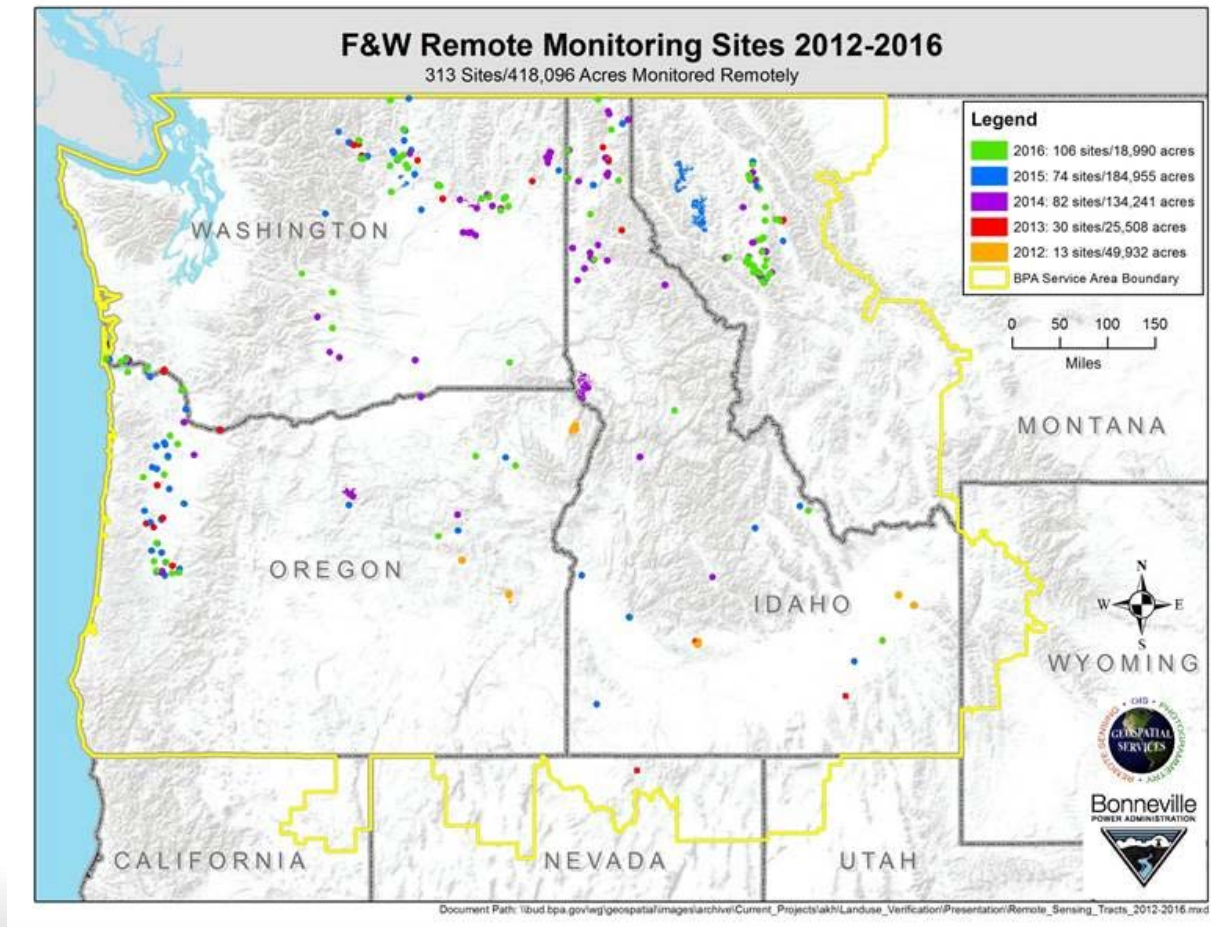 F&W Remote Monitoring Sites 2012-2016
313 Sites/418,096 Acres Monitored Remotely
Legend
2016: 106 sites/18,990 acres
2015: 74 sites/184,955 acres
2014: 82 sites/134,241 acres
2013: 30 sites/25,508 acres
2012: 13 sites/49,932 acres
BPA Service Area Boundary
0 50 100 150
Miles
WASHINGTON
MONTANA
OREGON
IDAHO
WYOMING
CALIFORNIA
NEVADA
UTAH
N
W E
S
REMOTE SENSING • GIS • PHOTOGRAMMETRY •
GEOSPATIAL
SERVICES
Bonneville
POWER ADMINISTRATION
Document Path: \\bud.bpa.gov\wg\geospatial\images\archive\Current_Projects\akh\Landuse_Verification\Presentation\Remote_Sensing_Tracts_2012-2016.mxd